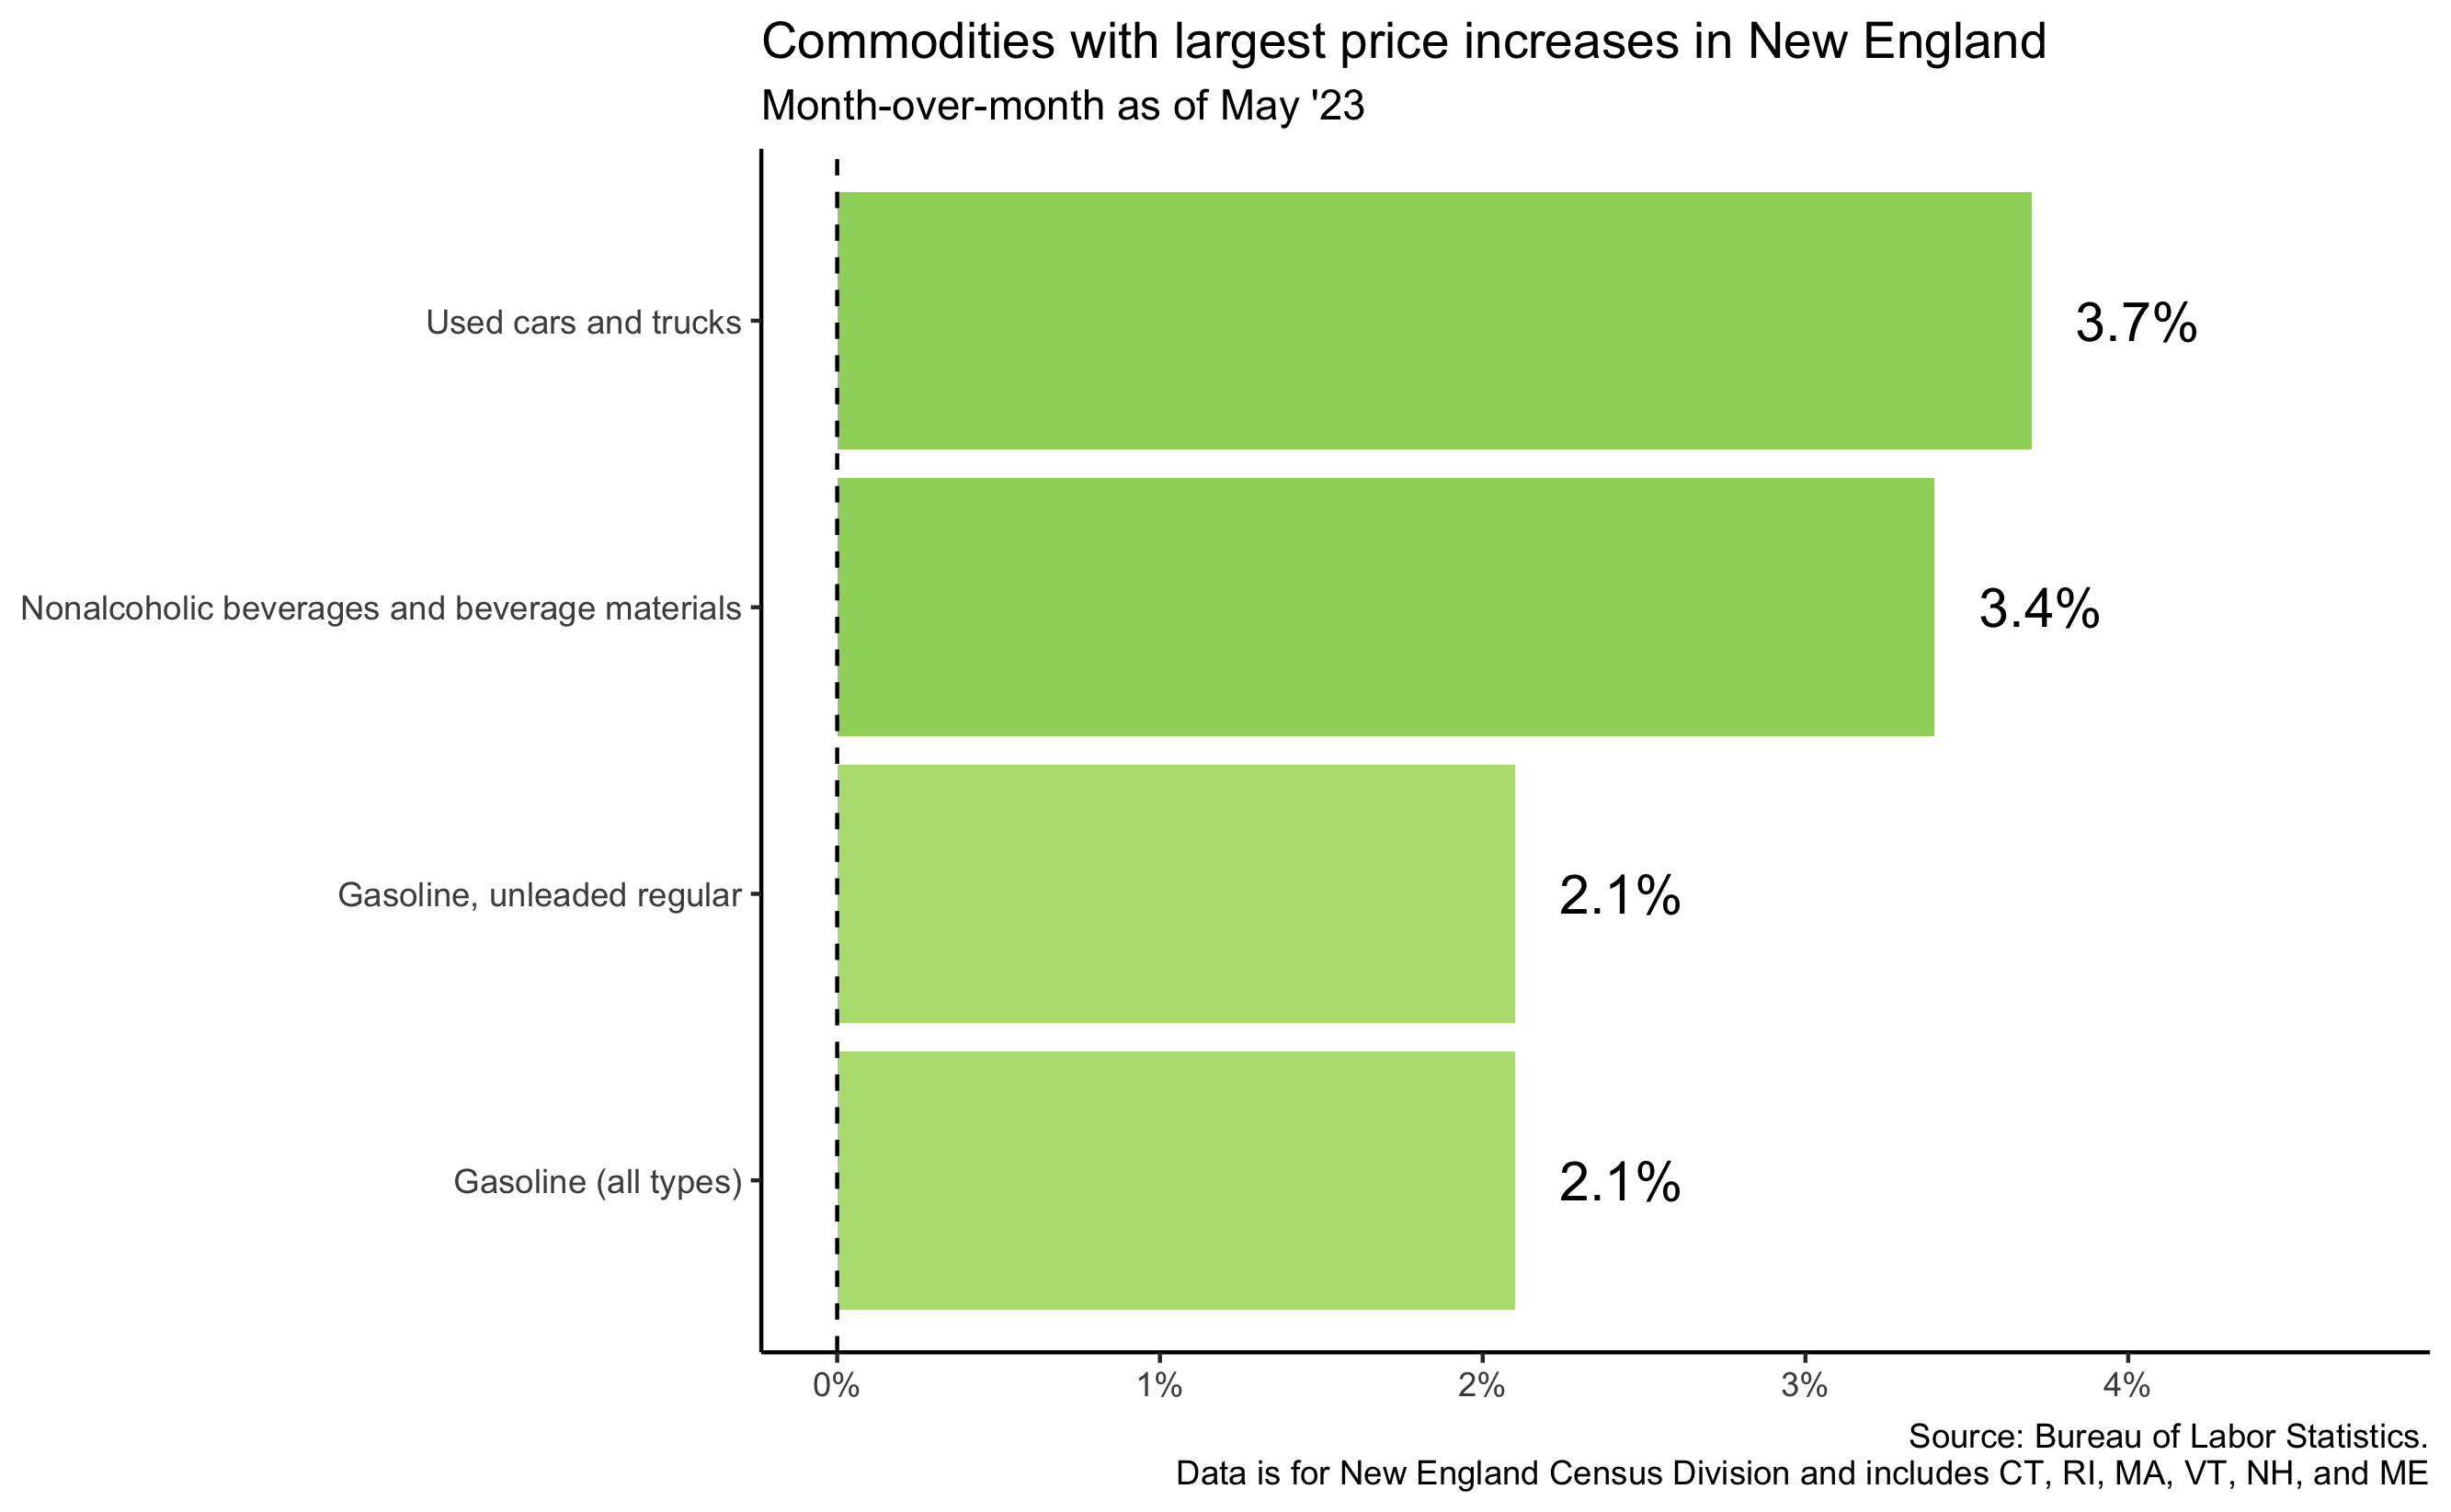 Commodities with largest price increases in New England
Month-over-month as of May '23
Used cars and trucks
3.7%
Nonalcoholic beverages and beverage materials
3.4%
Gasoline, unleaded regular
2.1%
Gasoline (all types)
2.1%
0% 1% 2% 3% 4%
Source: Bureau of Labor Statistics.
Data is for New England Census Division and includes CT, RI, MA, VT, NH, and ME